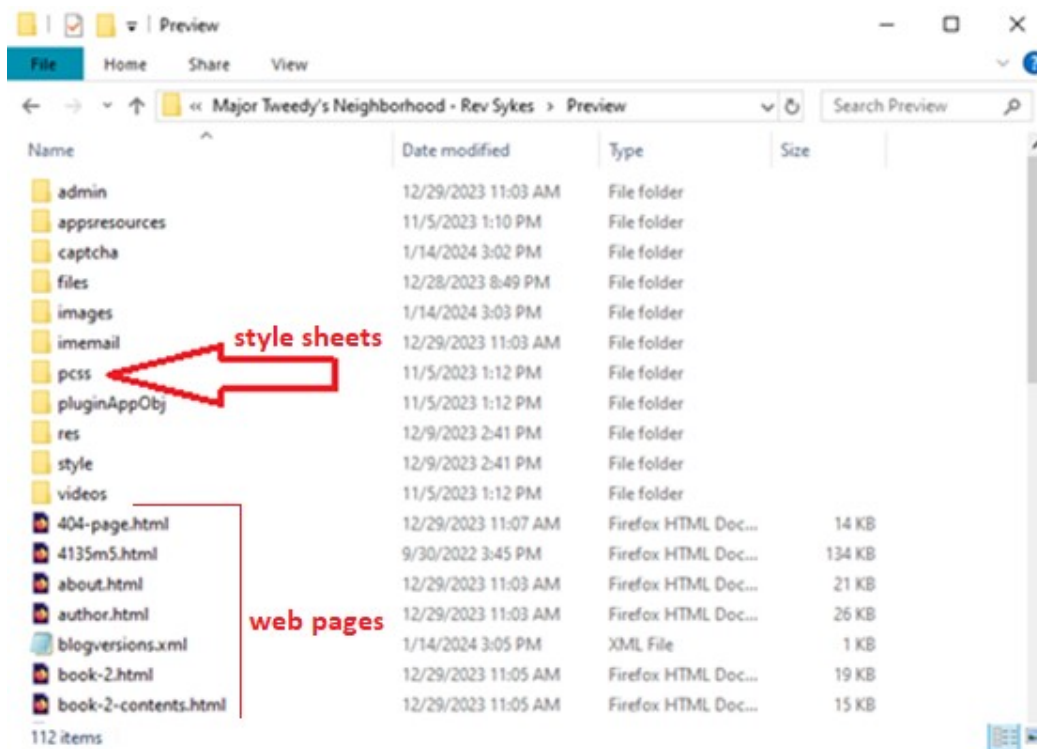 Preview
File Home Share View
« Major Tweedy's Neighborhood - Rev Sykes › Preview Search Preview
Name Date modified Type Size
admin 12/29/2023 11:03 AM File folder
appsresources 11/5/2023 1:10 PM File folder
captcha 1/14/2024 3:02 PM File folder
files 12/28/2023 8:49 PM File folder
images 1/14/2024 3:03 PM File folder
style sheets
imemail 12/29/2023 11:03 AM File folder
pcss 11/5/2023 1:12 PM File folder
pluginAppObj 11/5/2023 1:12 PM File folder
res 12/9/2023 2:41 PM File folder
style 12/9/2023 2:41 PM File folder
videos 11/5/2023 1:12 PM File folder
404-page.html 12/29/2023 11:07 AM Firefox HTML Doc... 14 KB
4135m5.html 9/30/2022 3:45 PM Firefox HTML Doc... 134 KB
about.html 12/29/2023 11:03 AM Firefox HTML Doc... 21 KB
author.html 12/29/2023 11:03 AM Firefox HTML Doc... 26 KB
web pages
blogversions.xml 1/14/2024 3:05 PM XML File 1 KB
book-2.html 12/29/2023 11:05 AM Firefox HTML Doc... 19 KB
book-2-contents.html 12/29/2023 11:05 AM Firefox HTML Doc... 15 KB
112 items